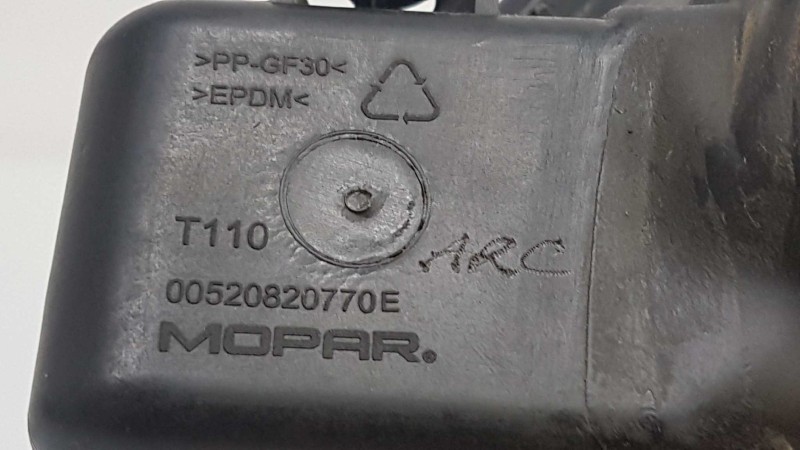 >PP-GF30<
>EPDM<
T110
ARC
00520820770E
MOPAR®